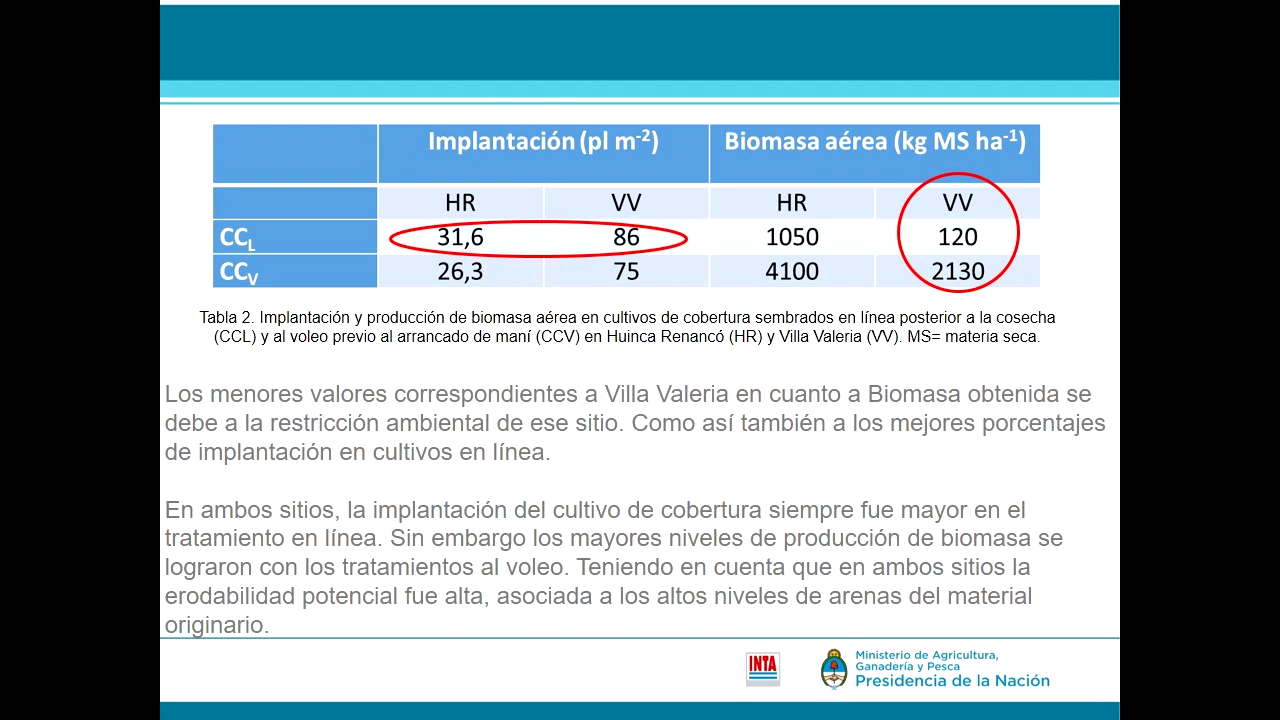 Implantación (pl m-2) Biomasa aérea (kg MS ha-1)
HR VV HR VV
CCL 31,6 86 1050 120
CCV 26,3 75 4100 2130
Tabla 2. Implantación y producción de biomasa aérea en cultivos de cobertura sembrados en línea posterior a la cosecha
(CCL) y al voleo previo al arrancado de maní (CCV) en Huinca Renancó (HR) y Villa Valeria (VV). MS= materia seca.
Los menores valores correspondientes a Villa Valeria en cuanto a Biomasa obtenida se
debe a la restricción ambiental de ese sitio. Como así también a los mejores porcentajes
de implantación en cultivos en línea.
En ambos sitios, la implantación del cultivo de cobertura siempre fue mayor en el
tratamiento en línea. Sin embargo los mayores niveles de producción de biomasa se
lograron con los tratamientos al voleo. Teniendo en cuenta que en ambos sitios la
erodabilidad potencial fue alta, asociada a los altos niveles de arenas del material
originario.
INTA
Ministerio de Agricultura,
Ganadería y Pesca
Presidencia de la Nación